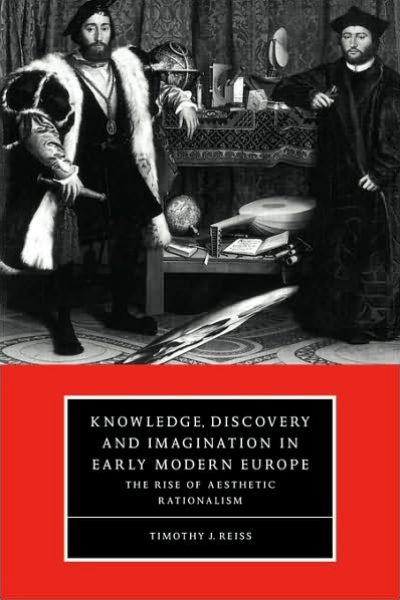 KNOWLEDGE, DISCOVERY
AND IMAGINATION IN
EARLY MODERN EUROPE
THE RISE OF AESTHETIC
RATIONALISM
TIMOTHY J. REISS